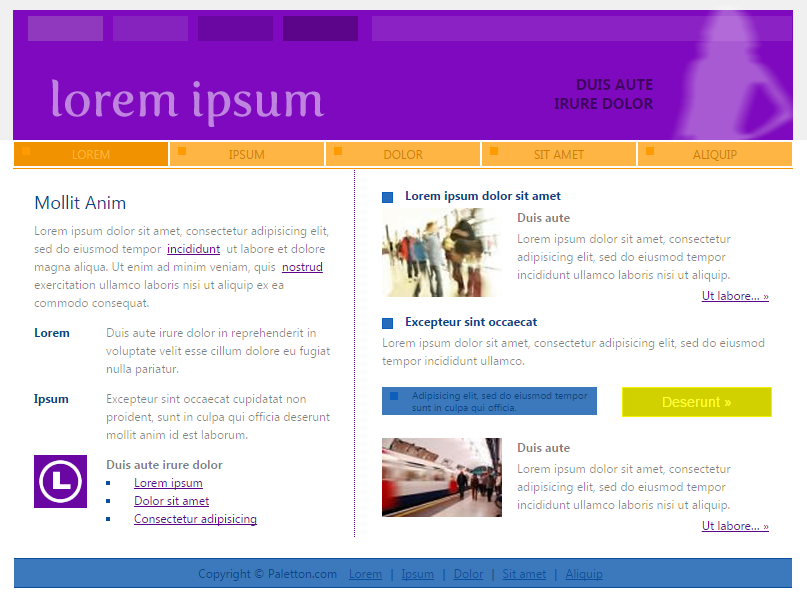 lorem ipsum
DUIS AUTE
IRURE DOLOR
LOREM
IPSUM
DOLOR
SIT AMET
ALIQUIP
Mollit Anim
Lorem ipsum dolor sit amet, consectetur adipisicing elit,
sed do eiusmod tempor incididunt ut labore et dolore
magna aliqua. Ut enim ad minim veniam, quis nostrud
exercitation ullamco laboris nisi ut aliquip ex ea
commodo consequat.
Lorem
Duis aute irure dolor in reprehenderit in
voluptate velit esse cillum dolore eu fugiat
nulla pariatur.
Ipsum
Excepteur sint occaecat cupidatat non
proident, sunt in culpa qui officia deserunt
mollit anim id est laborum.
L
Duis aute irure dolor
Lorem ipsum
Dolor sit amet
Consectetur adipisicing
Lorem ipsum dolor sit amet
Duis aute
Lorem ipsum dolor sit amet, consectetur
adipisicing elit, sed do eiusmod tempor
incididunt ullamco laboris nisi ut aliquip.
Ut labore... »
Excepteur sint occaecat
Lorem ipsum dolor sit amet, consectetur adipisicing elit, sed do eiusmod
tempor incididunt ullamco.
Adipisicing elit, sed do eiusmod tempor
sunt in culpa qui officia.
Deserunt »
Duis aute
Lorem ipsum dolor sit amet, consectetur
adipisicing elit, sed do eiusmod tempor
incididunt ullamco laboris nisi ut aliquip.
Ut labore... »
Copyright © Paletton.com Lorem | Ipsum | Dolor | Sit amet | Aliquip